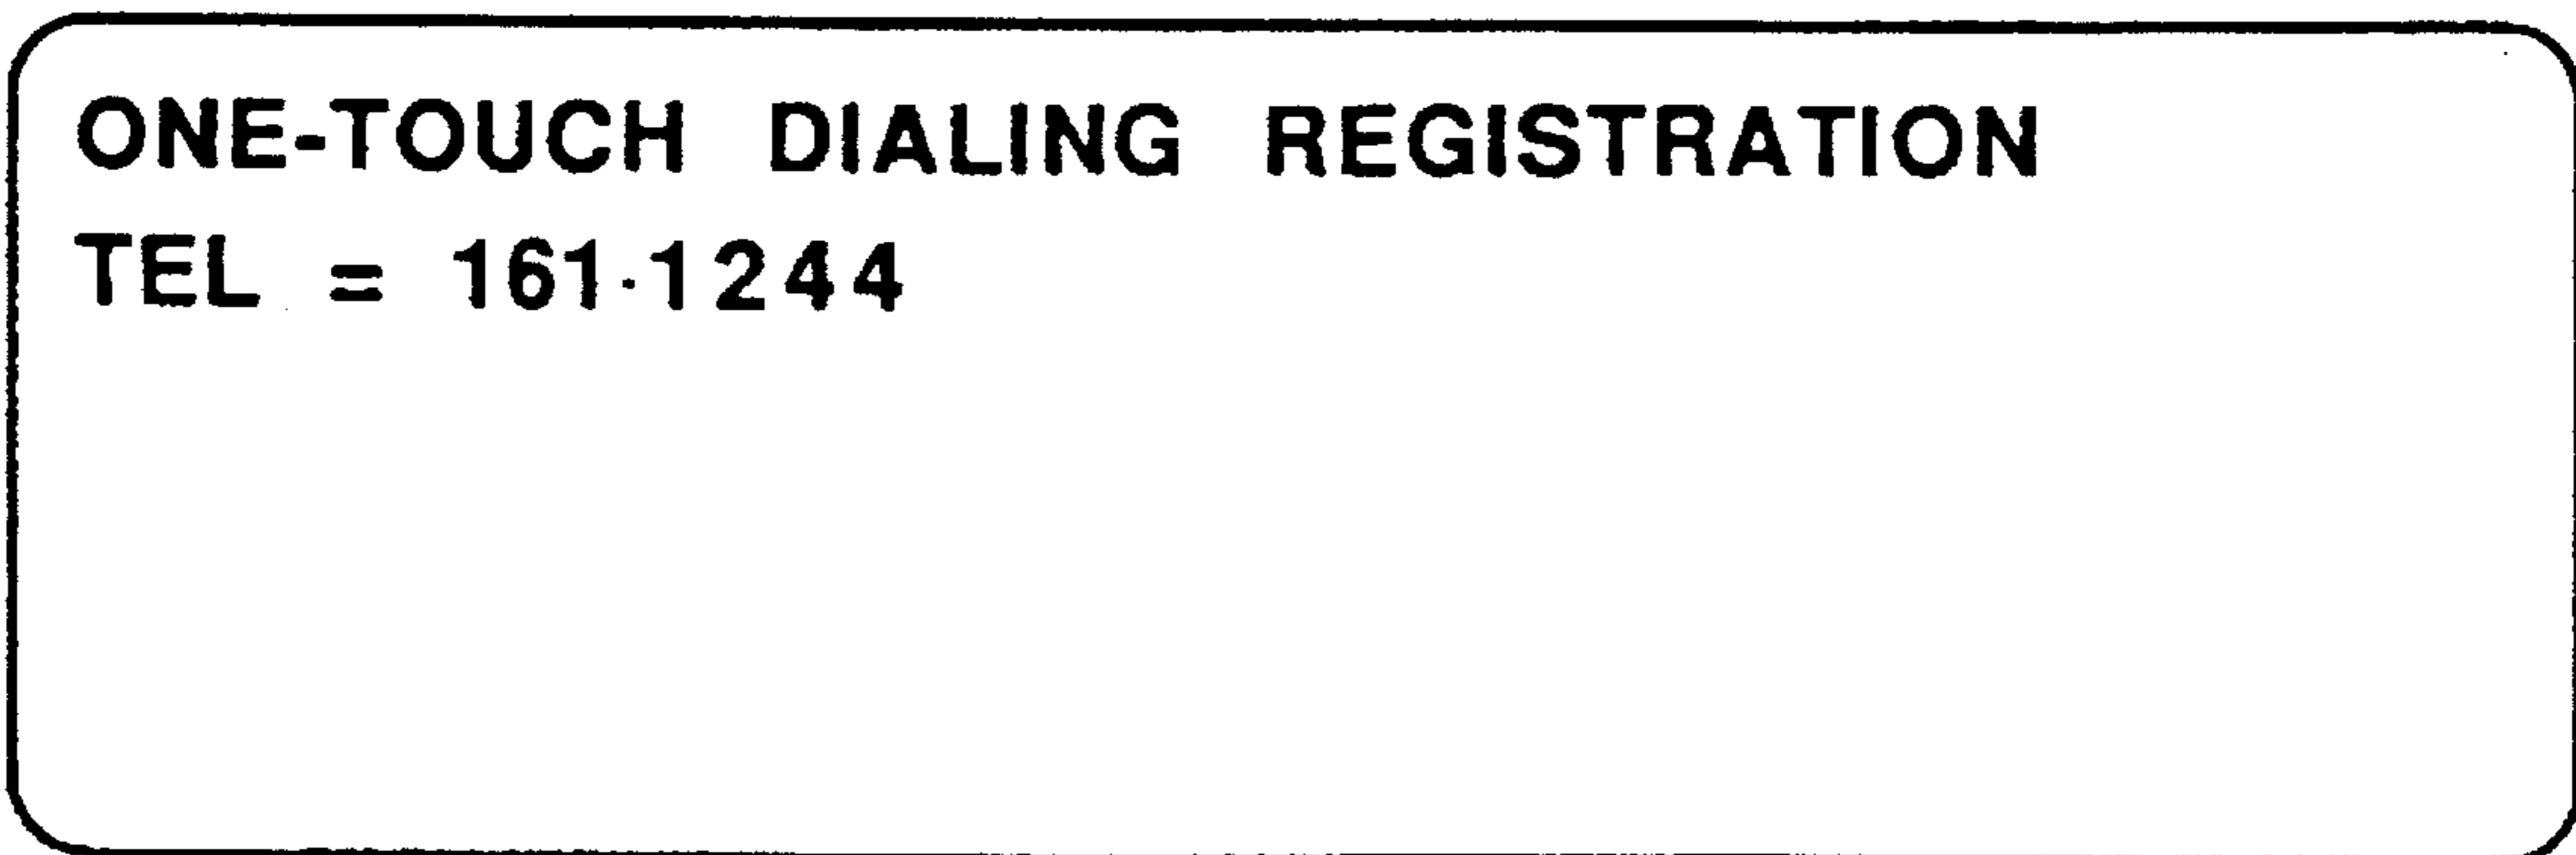 ONE-TOUCH DIALING REGISTRATION
TEL = 161·1244